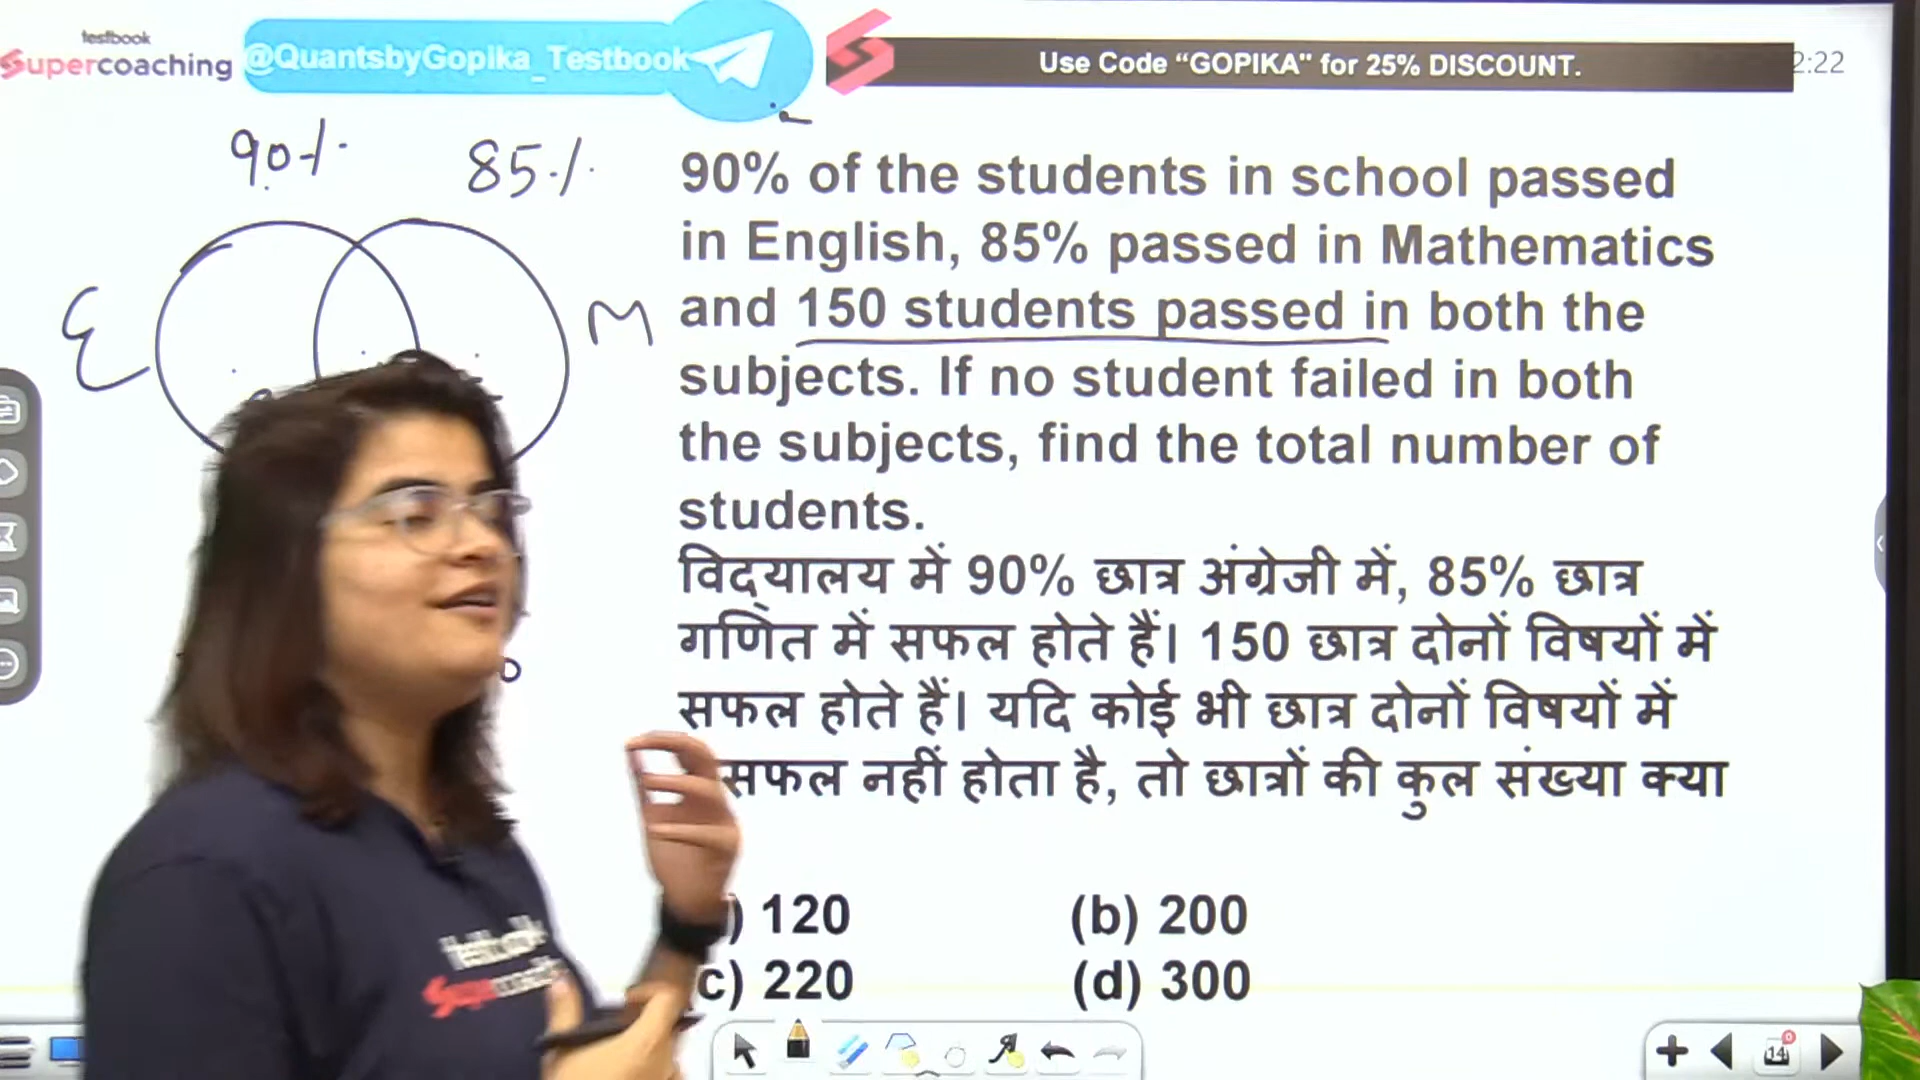 testbook
Supercoaching
@QuantsbyGopika_Testbook
Use Code “GOPIKA" for 25% DISCOUNT.
2:22
90%
85%
E
M
90% of the students in school passed
in English, 85% passed in Mathematics
and 150 students passed in both the
subjects. If no student failed in both
the subjects, find the total number of
students.
विद्यालय में 90% छात्र अंग्रेजी में, 85% छात्र
गणित में सफल होते हैं। 150 छात्र दोनों विषयों में
सफल होते हैं। यदि कोई भी छात्र दोनों विषयों में
सफल नहीं होता है, तो छात्रों की कुल संख्या क्या
) 120
(b) 200
c) 220
(d) 300
Supercoaching
14
0